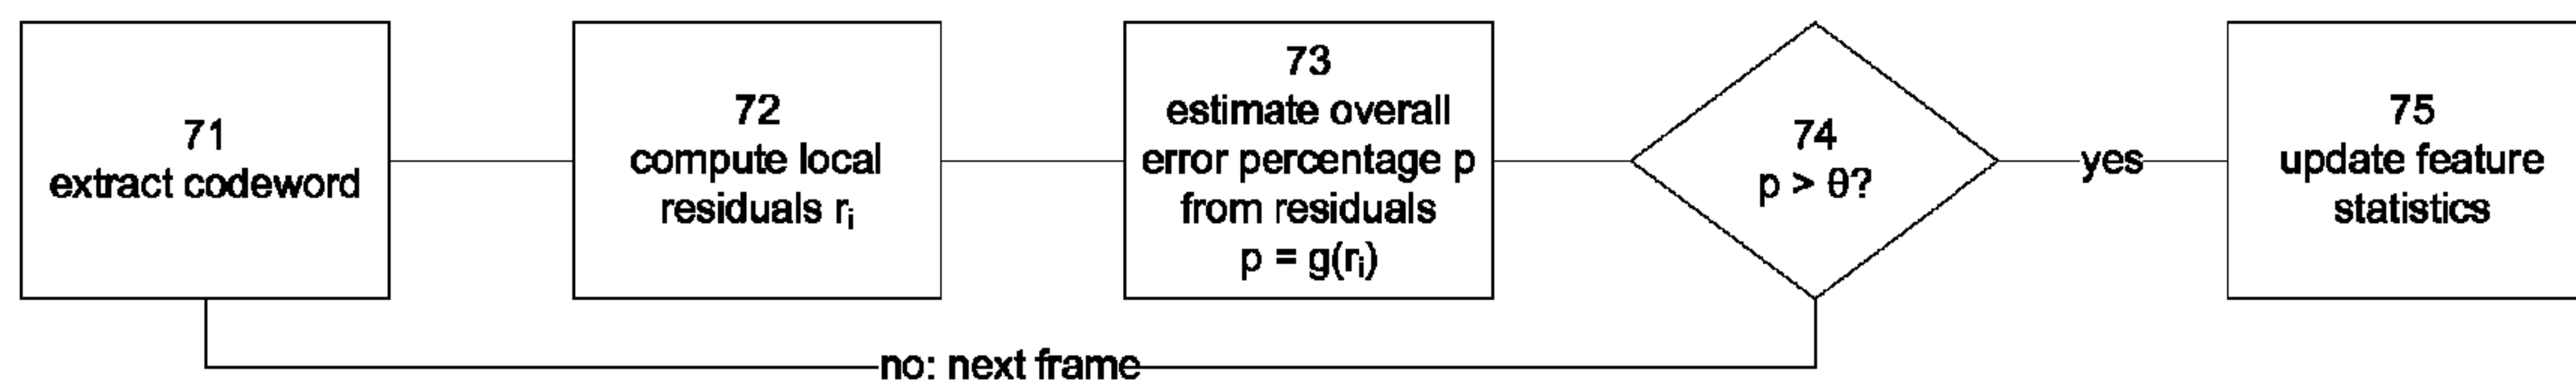 71
extract codeword
72
compute local
residuals rᵢ
73
estimate overall
error percentage p
from residuals
p = g(rᵢ)
74
p > θ?
yes
75
update feature
statistics
no: next frame